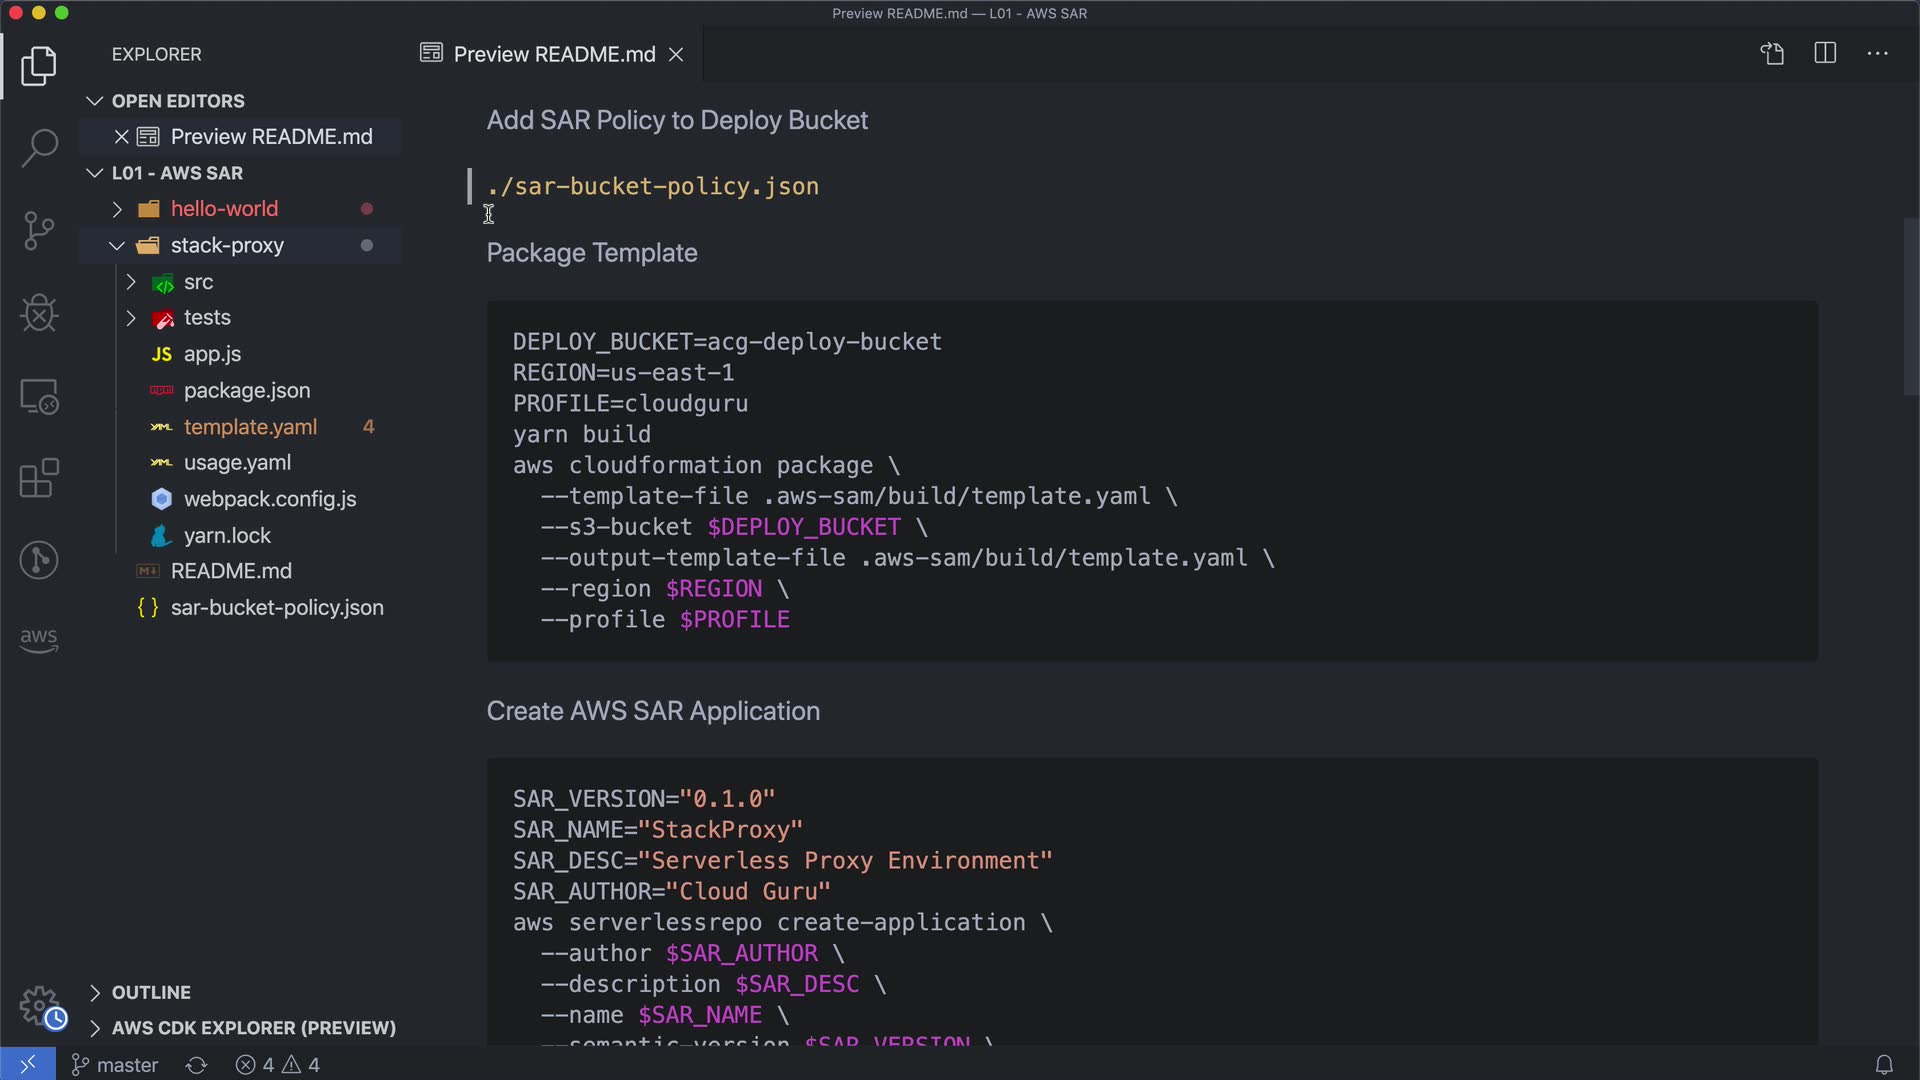 Preview README.md — L01 - AWS SAR
EXPLORER
OPEN EDITORS
Preview README.md
L01 - AWS SAR
hello-world
stack-proxy
src
tests
JS app.js
package.json
template.yaml 4
usage.yaml
webpack.config.js
yarn.lock
README.md
{ } sar-bucket-policy.json
aws
OUTLINE
AWS CDK EXPLORER (PREVIEW)
Preview README.md
Add SAR Policy to Deploy Bucket
./sar-bucket-policy.json
Package Template
DEPLOY_BUCKET=acg-deploy-bucket
REGION=us-east-1
PROFILE=cloudguru
yarn build
aws cloudformation package \
--template-file .aws-sam/build/template.yaml \
--s3-bucket $DEPLOY_BUCKET \
--output-template-file .aws-sam/build/template.yaml \
--region $REGION \
--profile $PROFILE
Create AWS SAR Application
SAR_VERSION="0.1.0"
SAR_NAME="StackProxy"
SAR_DESC="Serverless Proxy Environment"
SAR_AUTHOR="Cloud Guru"
aws serverlessrepo create-application \
--author $SAR_AUTHOR \
--description $SAR_DESC \
--name $SAR_NAME \
--semantic-version $SAR_VERSION \
master 4 4